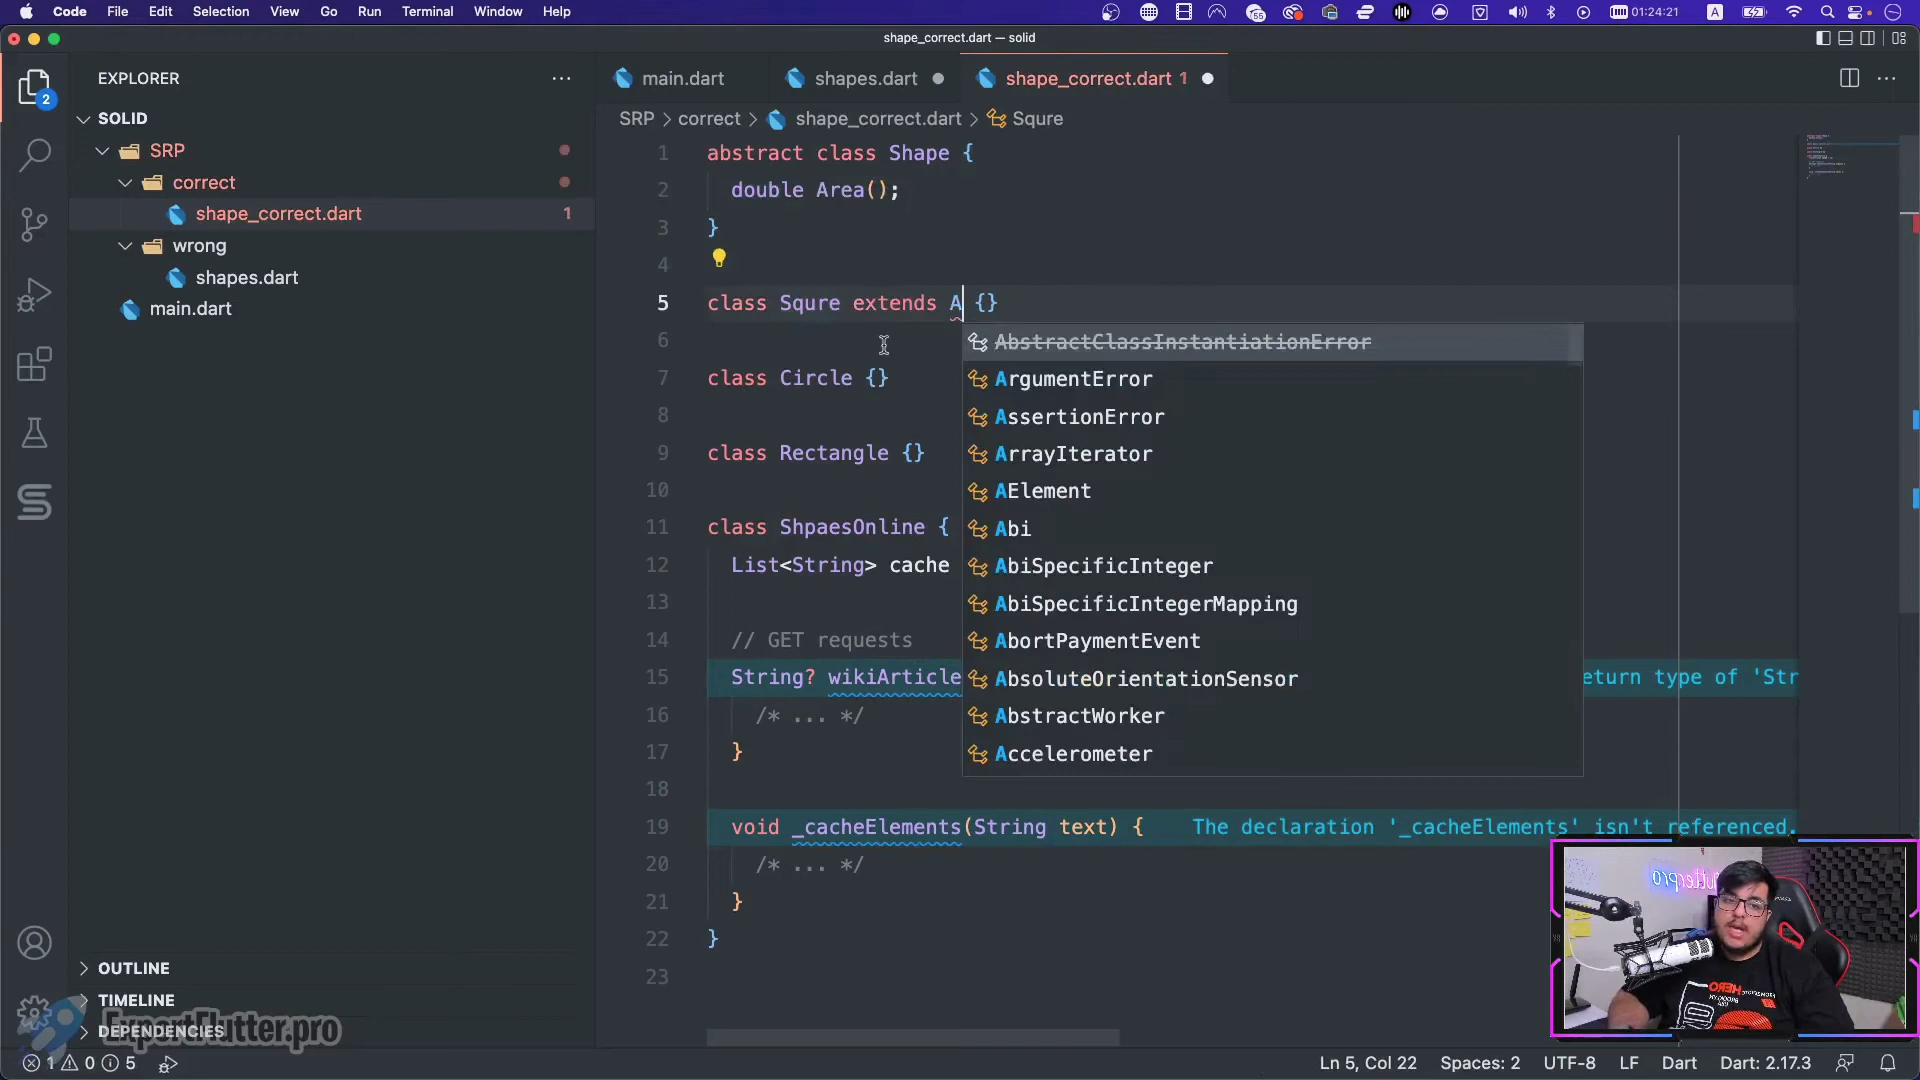 Code File Edit Selection View Go Run Terminal Window Help 55 01:24:21 A
shape_correct.dart — solid
EXPLORER
2
SOLID
SRP
correct
shape_correct.dart 1
wrong
shapes.dart
main.dart
OUTLINE
TIMELINE
DEPENDENCIES
ExpertFlutter.pro
main.dart shapes.dart shape_correct.dart 1
SRP > correct > shape_correct.dart > Squre
1 abstract class Shape {
2 double Area();
3 }
4
5 class Squre extends A {}
6
7 class Circle {}
8
9 class Rectangle {}
10
11 class ShpaesOnline {
12 List<String> cache
13
14 // GET requests
15 String? wikiArticle eturn type of 'Str
16 /* ... */
17 }
18
19 void _cacheElements(String text) { The declaration '_cacheElements' isn't referenced.
20 /* ... */
21 }
22 }
23
AbstractClassInstantiationError
ArgumentError
AssertionError
ArrayIterator
AElement
Abi
AbiSpecificInteger
AbiSpecificIntegerMapping
AbortPaymentEvent
AbsoluteOrientationSensor
AbstractWorker
Accelerometer
HERO
1 0 5 Ln 5, Col 22 Spaces: 2 UTF-8 LF Dart Dart: 2.17.3